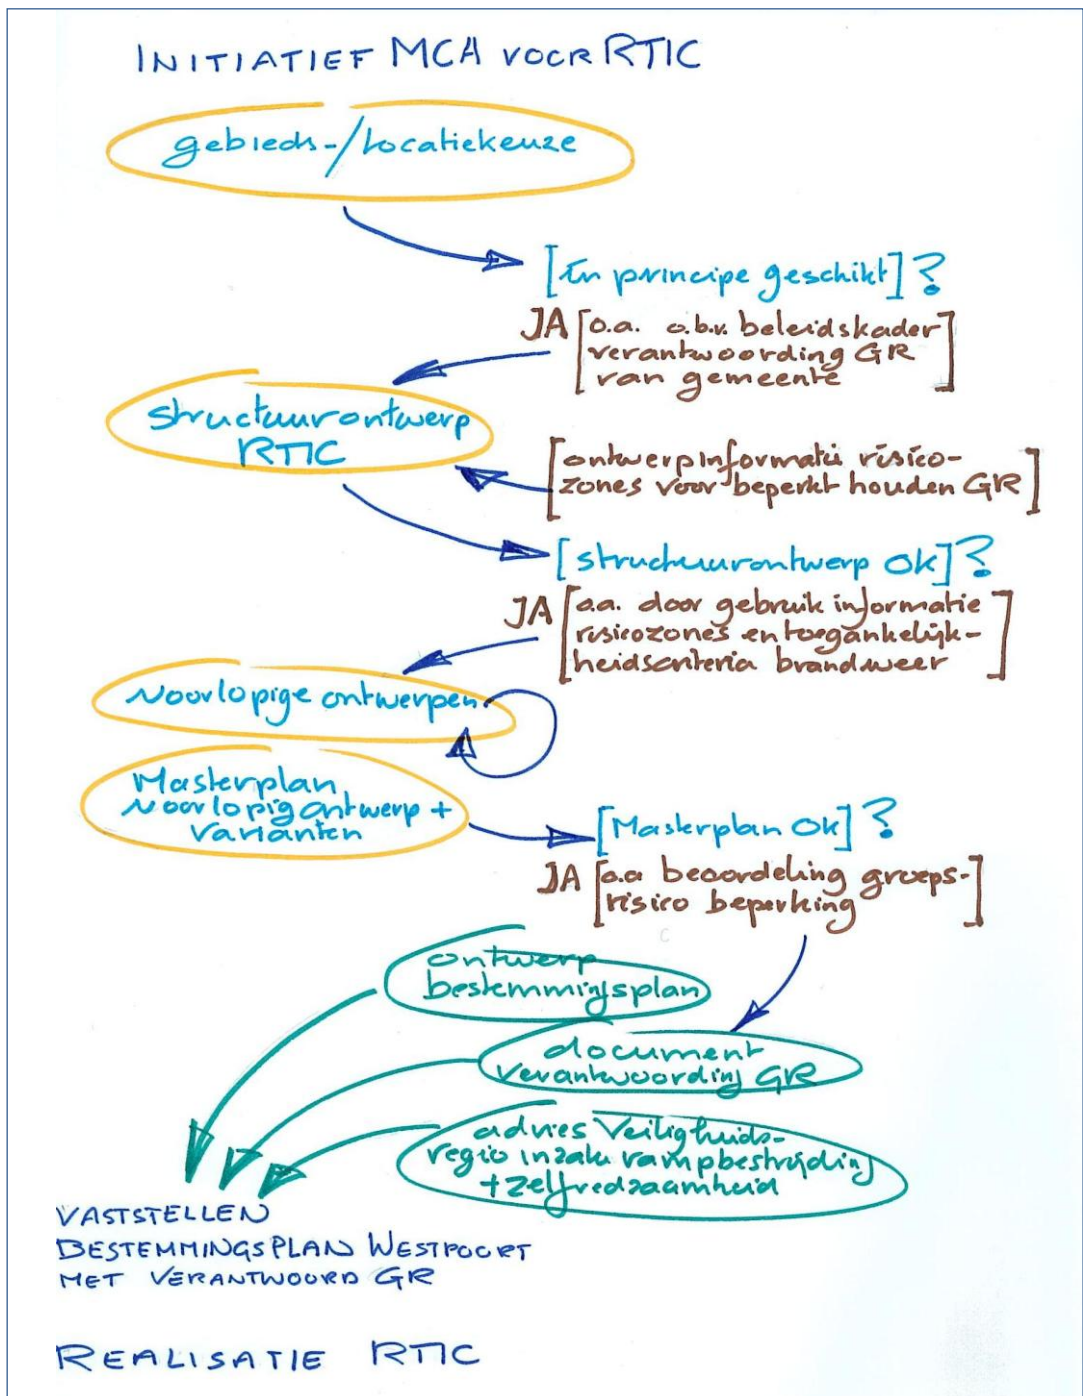 INITIATIEF MCA VOOR RTIC
gebieds-/locatiekeuze
[In principe geschikt]?
JA [o.a. o.b.v. beleidskader
verantwoording GR
van gemeente]
structuurontwerp
RTIC
[ontwerpinformatie risico-
zones voor beperkt houden GR]
[structuurontwerp OK]?
JA [o.a. door gebruik informatie
risicozones en toegankelijk-
heidscriteria brandweer]
Voorlopige ontwerpen
Masterplan
Voorlopig ontwerp +
varianten
[Masterplan OK]?
JA [o.a. beoordeling groeps-
risico beperking]
ontwerp
bestemmingsplan
document
verantwoording GR
advies Veiligheids-
regio inzake rampbestrijding
+ zelfredzaamheid
VASTSTELLEN
BESTEMMINGSPLAN WESTPOORT
MET VERANTWOORD GR
REALISATIE RTIC